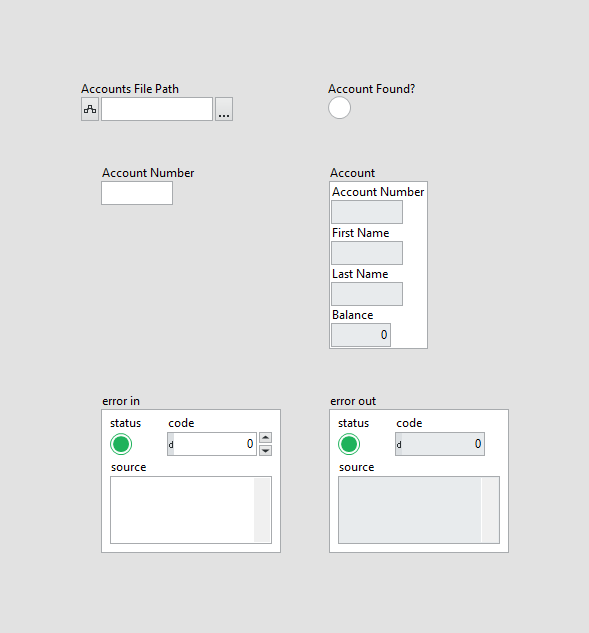 Accounts File Path
...
Account Found?
Account Number
Account
Account Number
First Name
Last Name
Balance
0
error in
status
code
d
0
source
error out
status
code
d
0
source